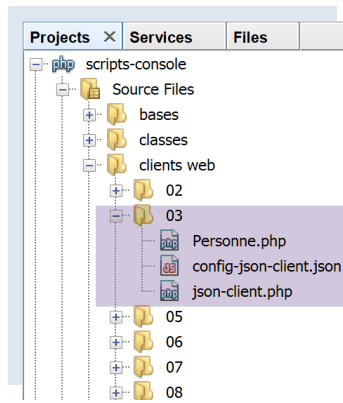 Projects × Services Files
php scripts-console
Source Files
bases
classes
clients web
02
03
php Personne.php
JS config-json-client.json
php json-client.php
05
06
07
08